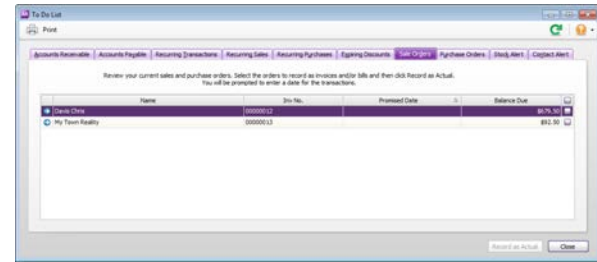 To Do List
Print
Accounts Receivable Accounts Payable Recurring Transactions Recurring Sales Recurring Purchases Expiring Discounts Sale Orders Purchase Orders Stock Alert Contact Alert
Review your current sales and purchase orders. Select the orders to record as invoices and/or bills and then click Record as Actual.
You will be prompted to enter a date for the transactions.
Name Inv No. Promised Date Balance Due
Davis Chris 00000012 $679.50
My Town Reality 00000013 $92.50
Record as Actual Close